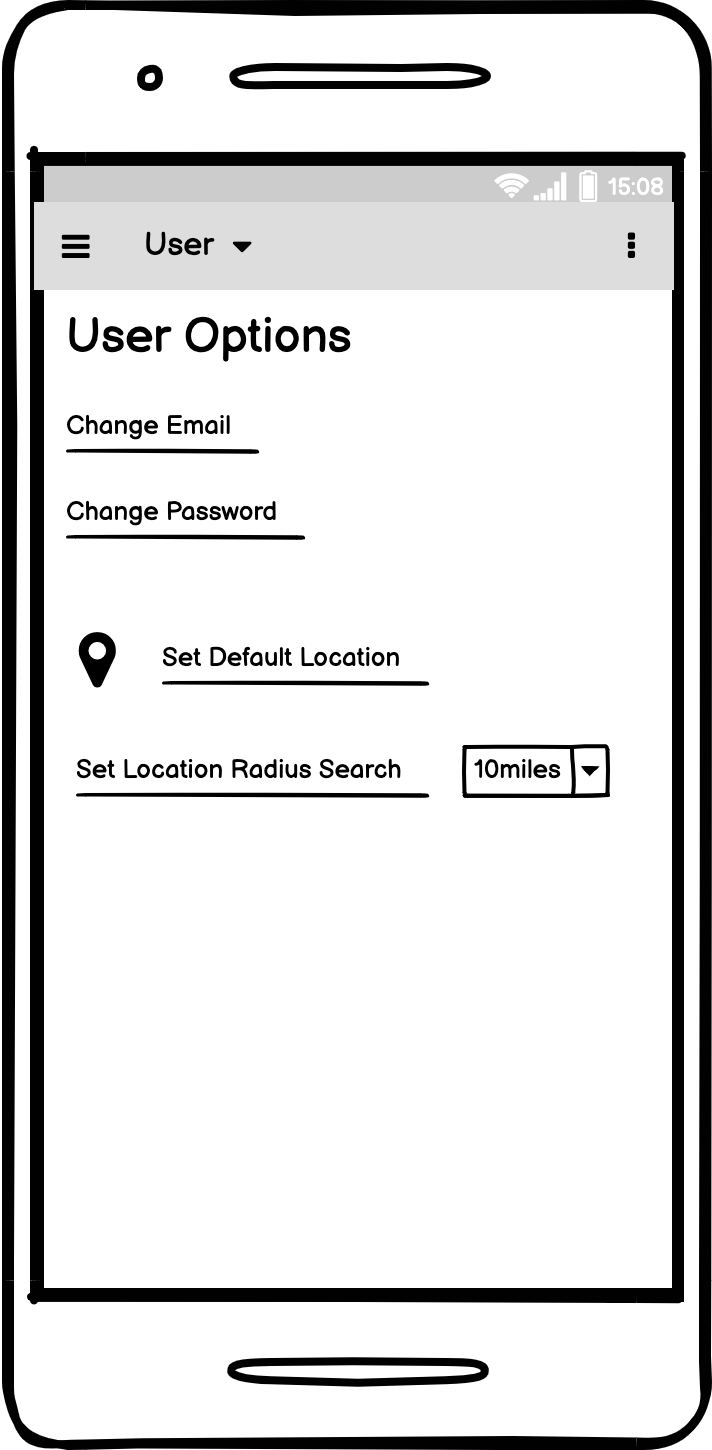 15:08
User
User Options
Change Email
Change Password
Set Default Location
Set Location Radius Search 10miles